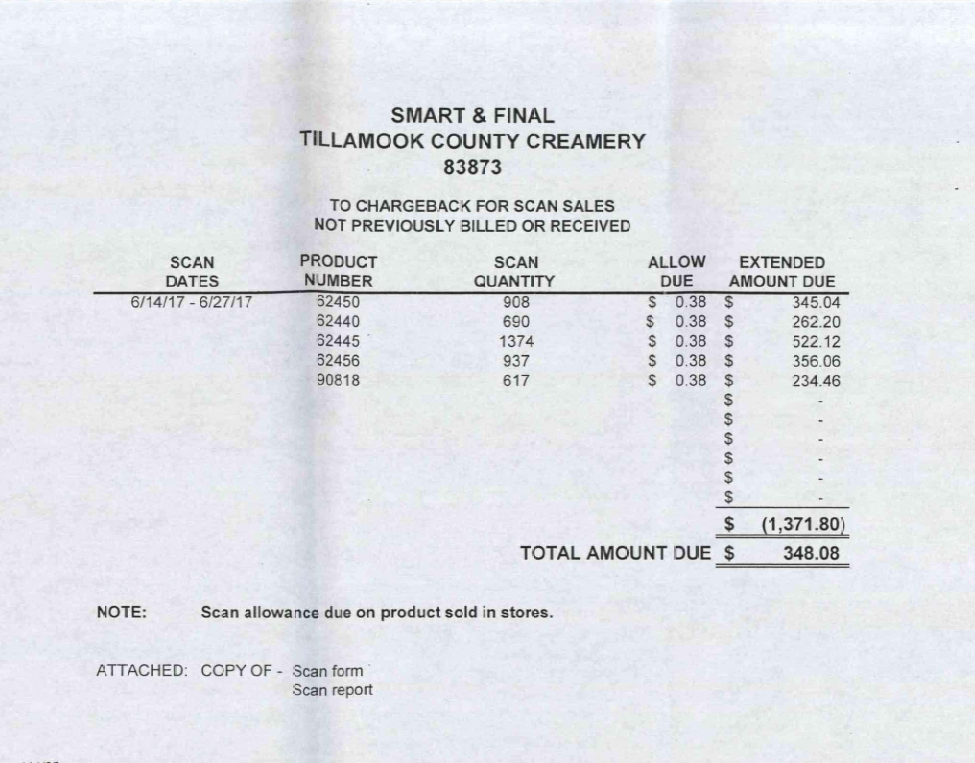 SMART & FINAL
TILLAMOOK COUNTY CREAMERY
83873
TO CHARGEBACK FOR SCAN SALES
NOT PREVIOUSLY BILLED OR RECEIVED
SCAN DATES PRODUCT NUMBER SCAN QUANTITY ALLOW DUE EXTENDED AMOUNT DUE
6/14/17 - 6/27/17 62450 908 $ 0.38 $ 345.04
62440 690 $ 0.38 $ 262.20
62445 1374 $ 0.38 $ 522.12
62456 937 $ 0.38 $ 356.06
90818 617 $ 0.38 $ 234.46
$ -
$ -
$ -
$ -
$ -
$ -
$ (1,371.80)
TOTAL AMOUNT DUE $ 348.08
NOTE: Scan allowance due on product sold in stores.
ATTACHED: COPY OF - Scan form
Scan report